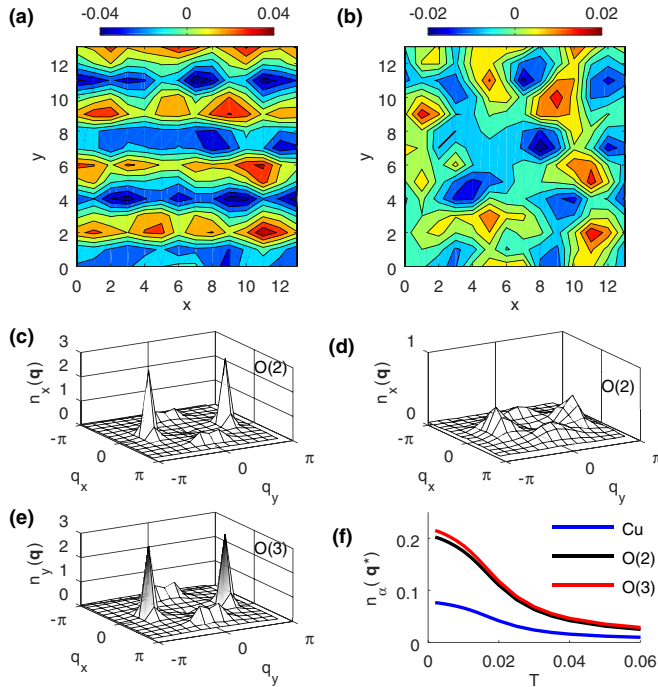 (a) -0.04 0 0.04
12
10
8
6
4
2
0
y
0 2 4 6 8 10 12
x
(b) -0.02 0 0.02
12
10
8
6
4
2
0
y
0 2 4 6 8 10 12
x
(c)
3
2
1
0
n_x(q)
O(2)
-π 0 π
q_x
-π 0 π
q_y
(d)
1
0
n_x(q)
O(2)
-π 0 π
q_x
-π 0 π
q_y
(e)
3
2
1
0
n_y(q)
O(3)
-π 0 π
q_x
-π 0 π
q_y
(f)
0.2
0.1
0
n_α(q*)
Cu
O(2)
O(3)
0 0.02 0.04 0.06
T